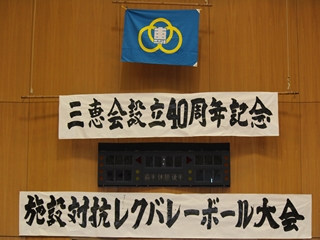 恵
三恵会設立40周年記念
施設対抗レクバレーボール大会